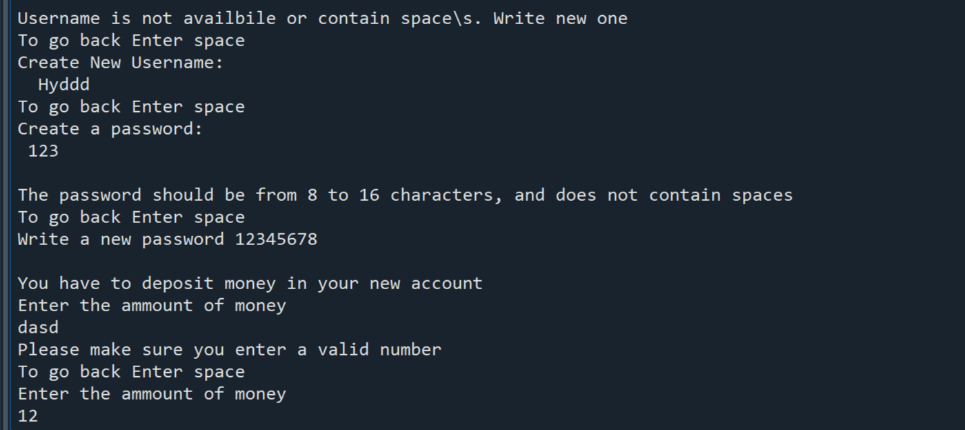 Username is not availbile or contain space\s. Write new one
To go back Enter space
Create New Username:
Hyddd
To go back Enter space
Create a password:
123
The password should be from 8 to 16 characters, and does not contain spaces
To go back Enter space
Write a new password 12345678
You have to deposit money in your new account
Enter the ammount of money
dasd
Please make sure you enter a valid number
To go back Enter space
Enter the ammount of money
12